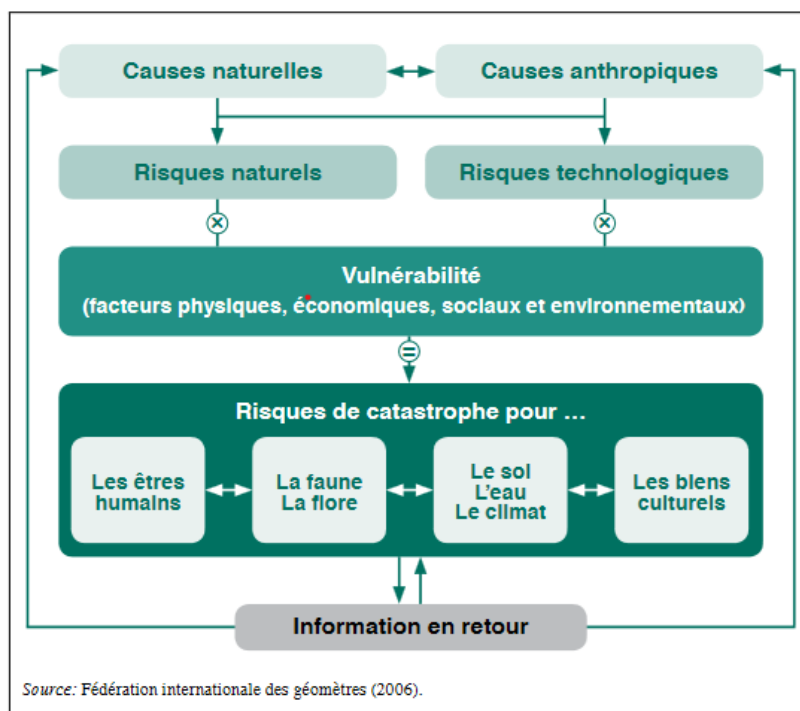 Causes naturelles
Causes anthropiques
Risques naturels
Risques technologiques
Vulnérabilité
(facteurs physiques, économiques, sociaux et environnementaux)
Risques de catastrophe pour …
Les êtres
humains
La faune
La flore
Le sol
L'eau
Le climat
Les biens
culturels
Information en retour
Source: Fédération internationale des géomètres (2006).